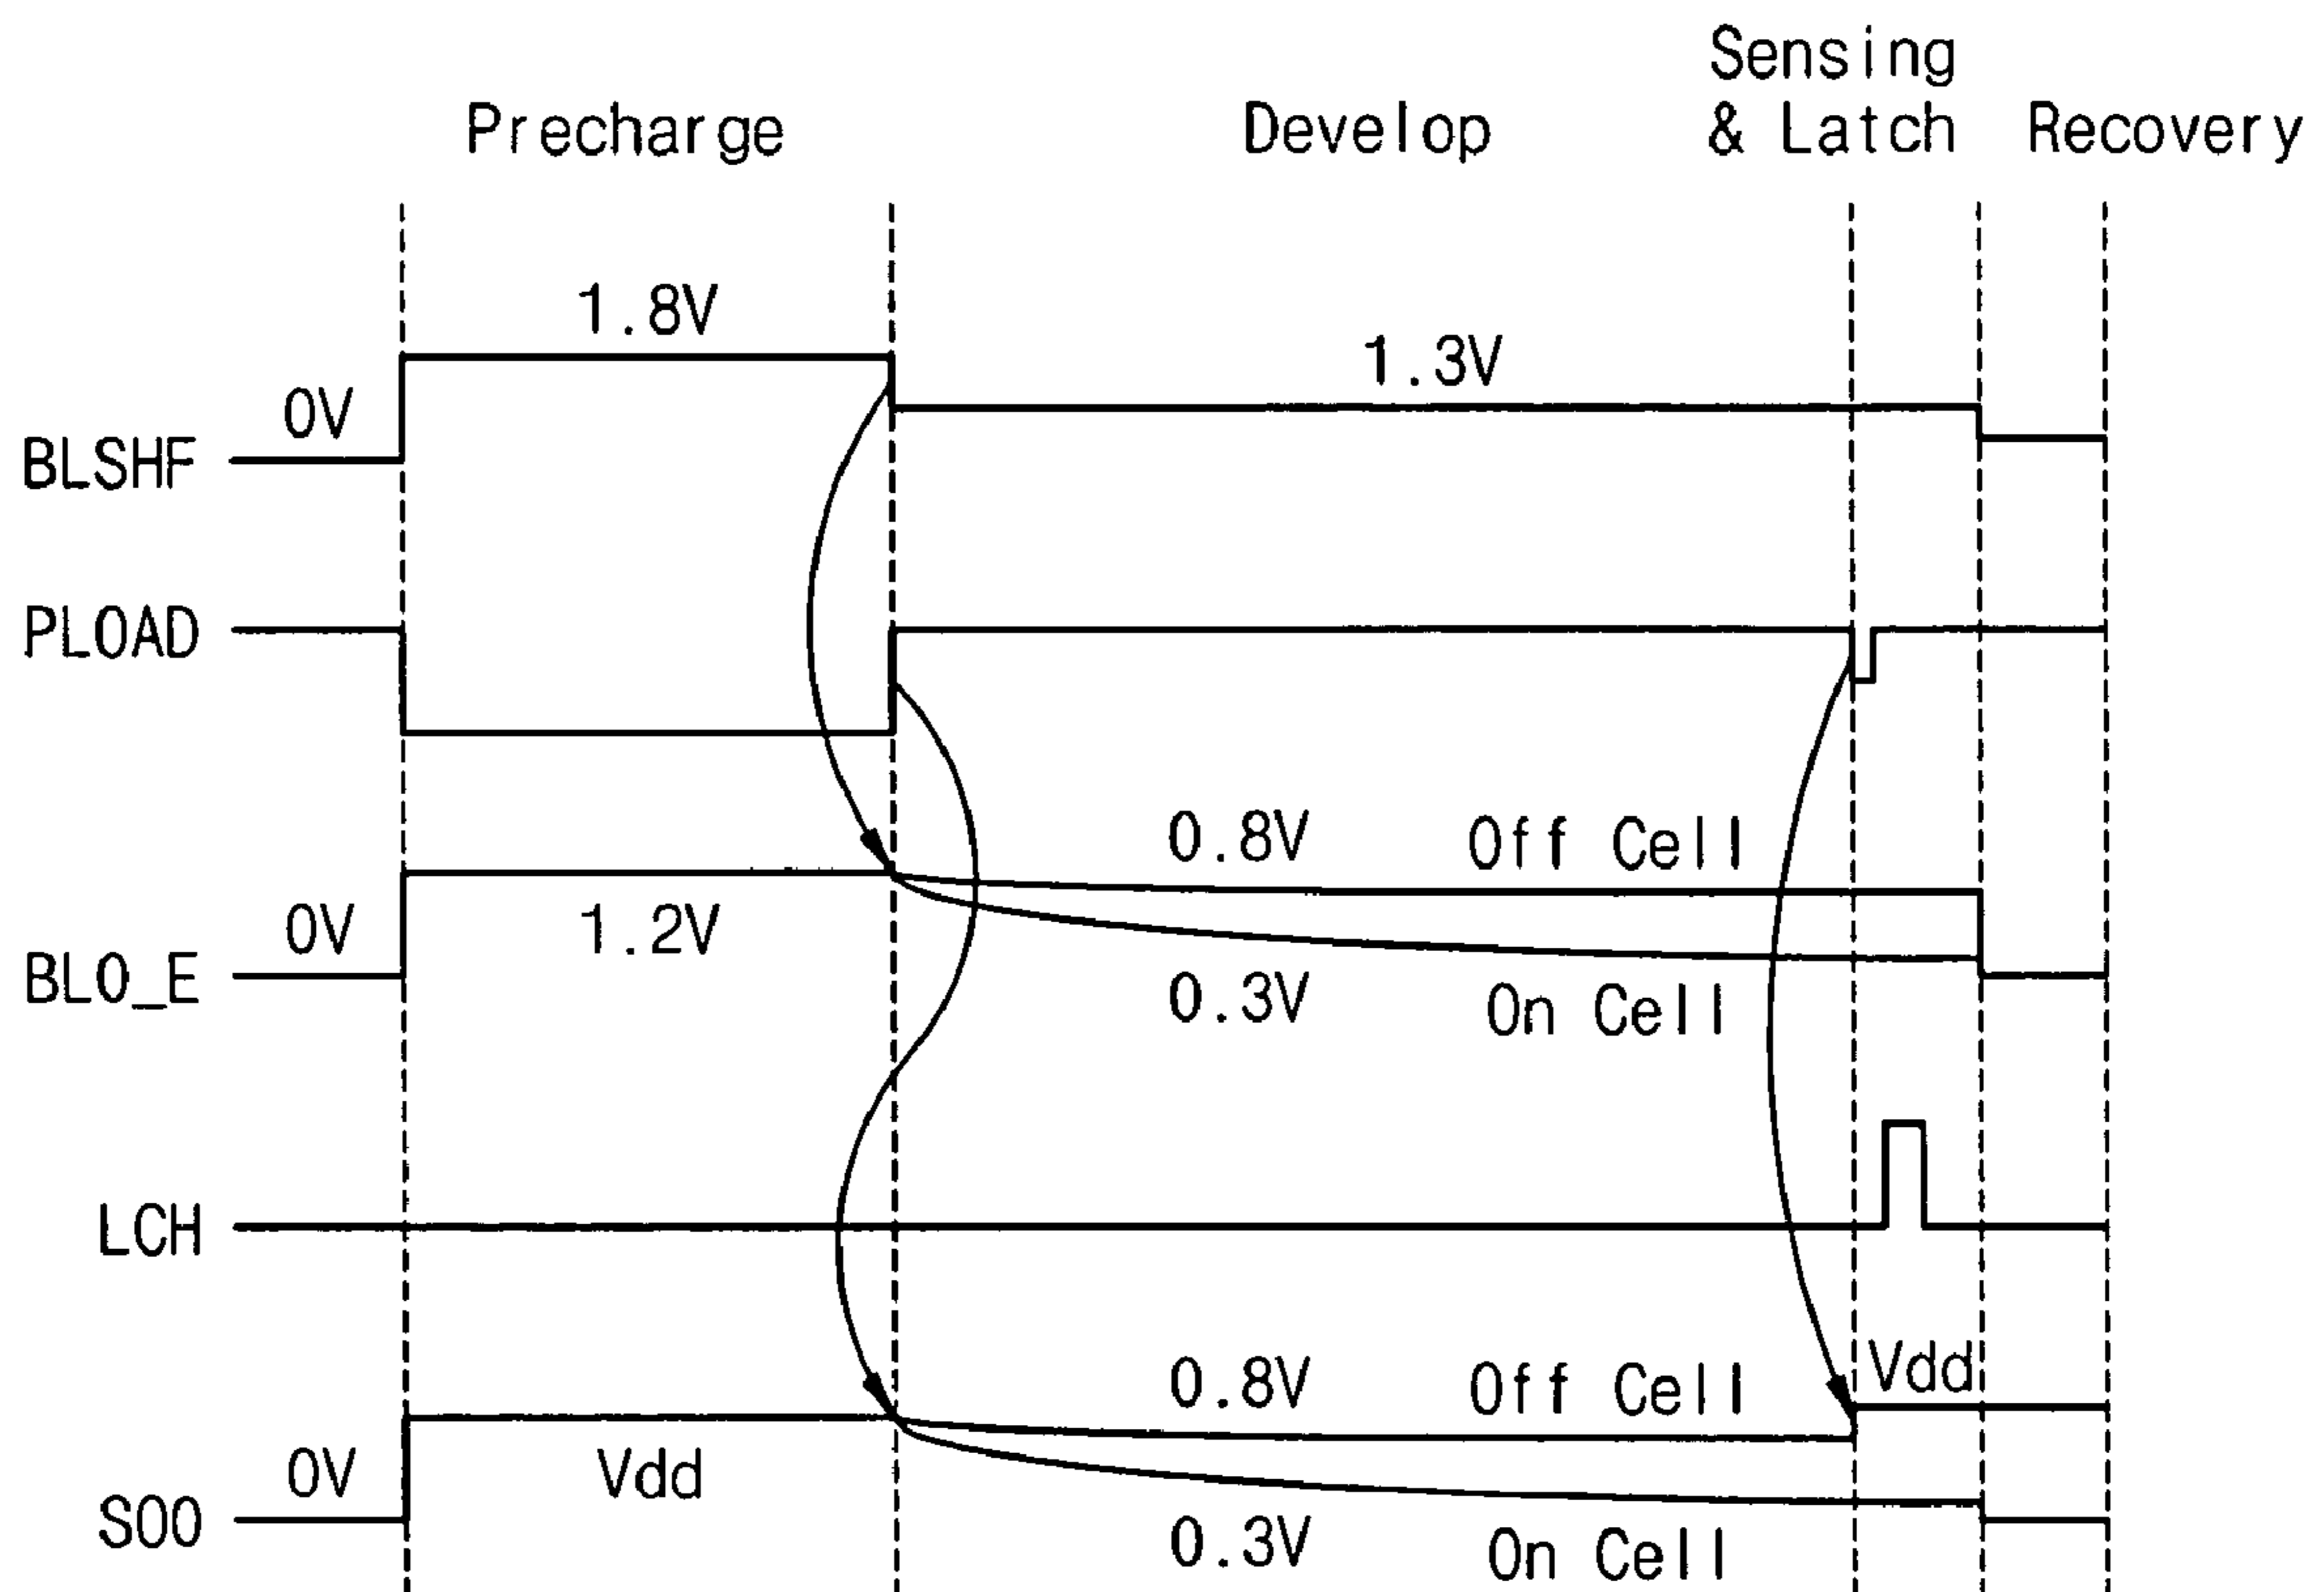 Sensing
Precharge Develop & Latch Recovery
1.8V
1.3V
0V
BLSHF
PLOAD
0.8V Off Cell
0V 1.2V
BLO_E
0.3V On Cell
LCH
0.8V Off Cell Vdd
0V Vdd
SO0
0.3V On Cell